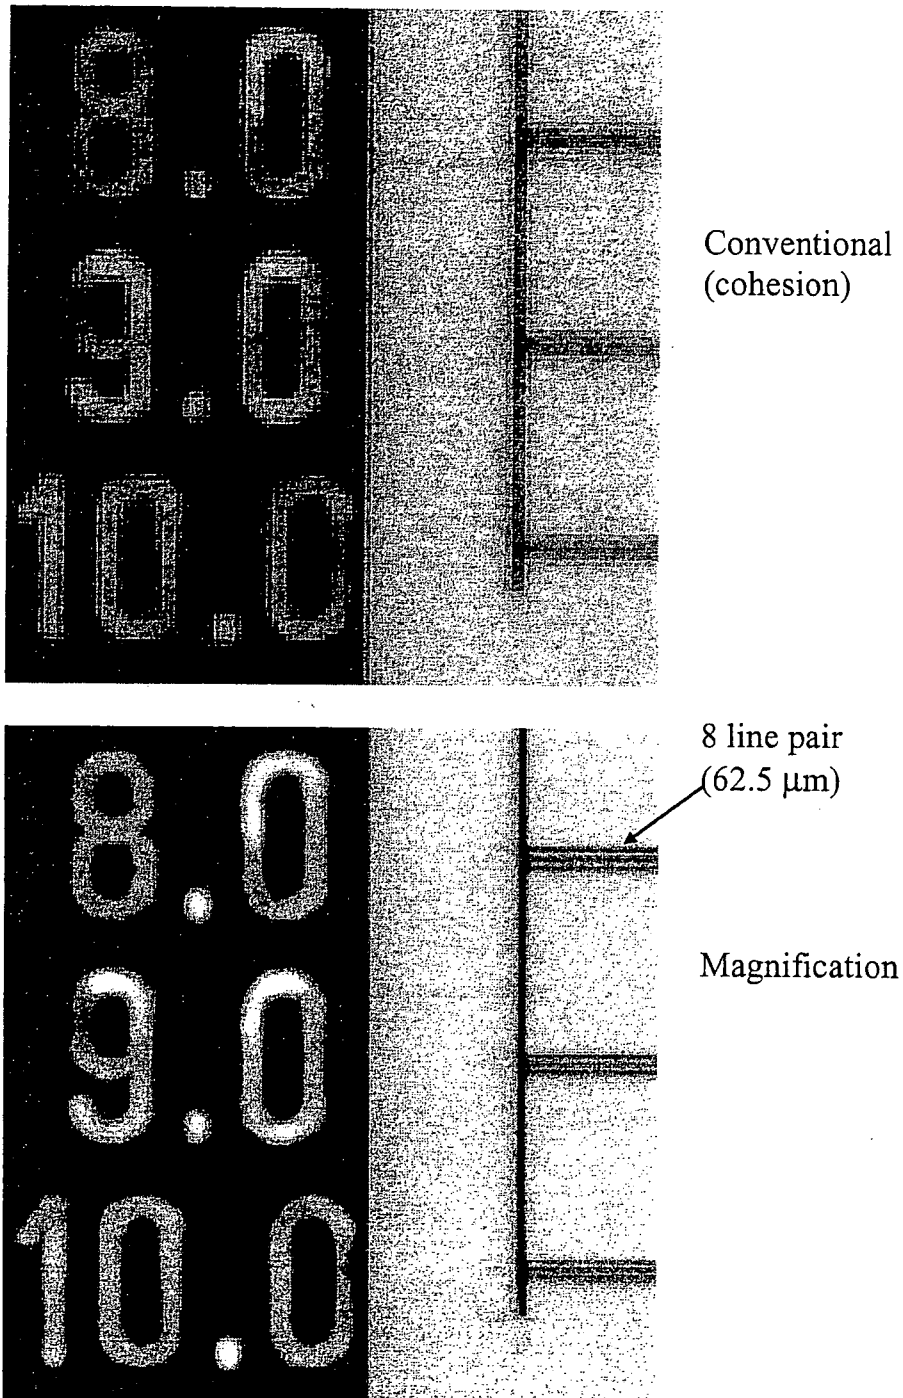 8.0
9.0
10.0
Conventional
(cohesion)
8.0
9.0
10.0
8 line pair
(62.5 µm)
Magnification